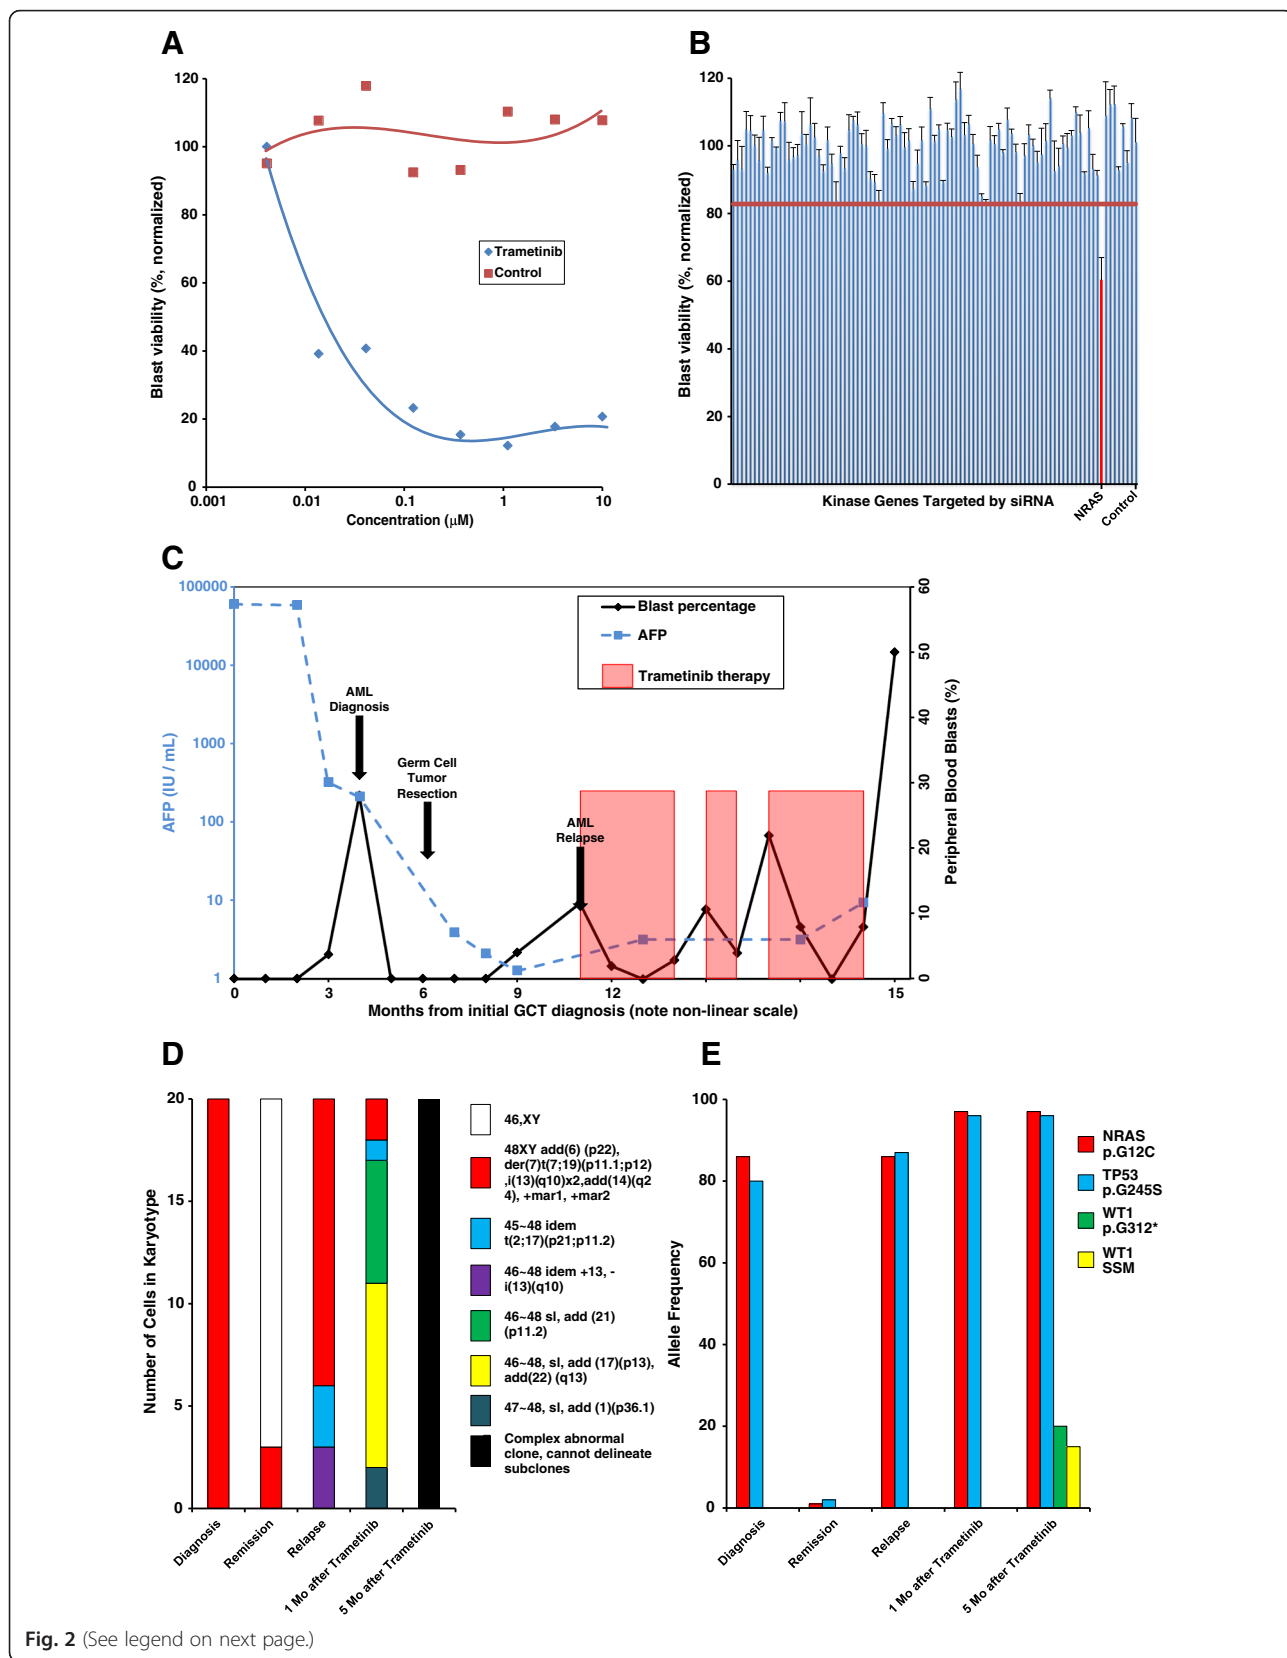 A
120
100
80
60
40
20
0
Blast viability (%, normalized)
Trametinib
Control
0.001
0.01
0.1
1
10
Concentration (μM)
B
120
100
80
60
40
20
0
Blast viability (%, normalized)
Kinase Genes Targeted by siRNA
NRAS
Control
C
100000
10000
1000
100
10
1
AFP (IU / mL)
Blast percentage
AFP
Trametinib therapy
AML
Diagnosis
Germ Cell
Tumor
Resection
AML
Relapse
60
50
40
30
20
10
0
Peripheral Blood Blasts (%)
0
3
6
9
12
15
Months from initial GCT diagnosis (note non-linear scale)
D
20
15
10
5
0
Number of Cells in Karyotype
Diagnosis
Remission
Relapse
1 Mo after Trametinib
5 Mo after Trametinib
46,XY
48XY add(6) (p22),
der(7)t(7;19)(p11.1;p12)
,i(13)(q10)x2,add(14)(q2
4), +mar1, +mar2
45~48 idem
t(2;17)(p21;p11.2)
46~48 idem +13, -
i(13)(q10)
46~48 sl, add (21)
(p11.2)
46~48, sl, add (17)(p13),
add(22) (q13)
47~48, sl, add (1)(p36.1)
Complex abnormal
clone, cannot delineate
subclones
E
100
80
60
40
20
0
Allele Frequency
Diagnosis
Remission
Relapse
1 Mo after Trametinib
5 Mo after Trametinib
NRAS
p.G12C
TP53
p.G245S
WT1
p.G312*
WT1
SSM
Fig. 2 (See legend on next page.)